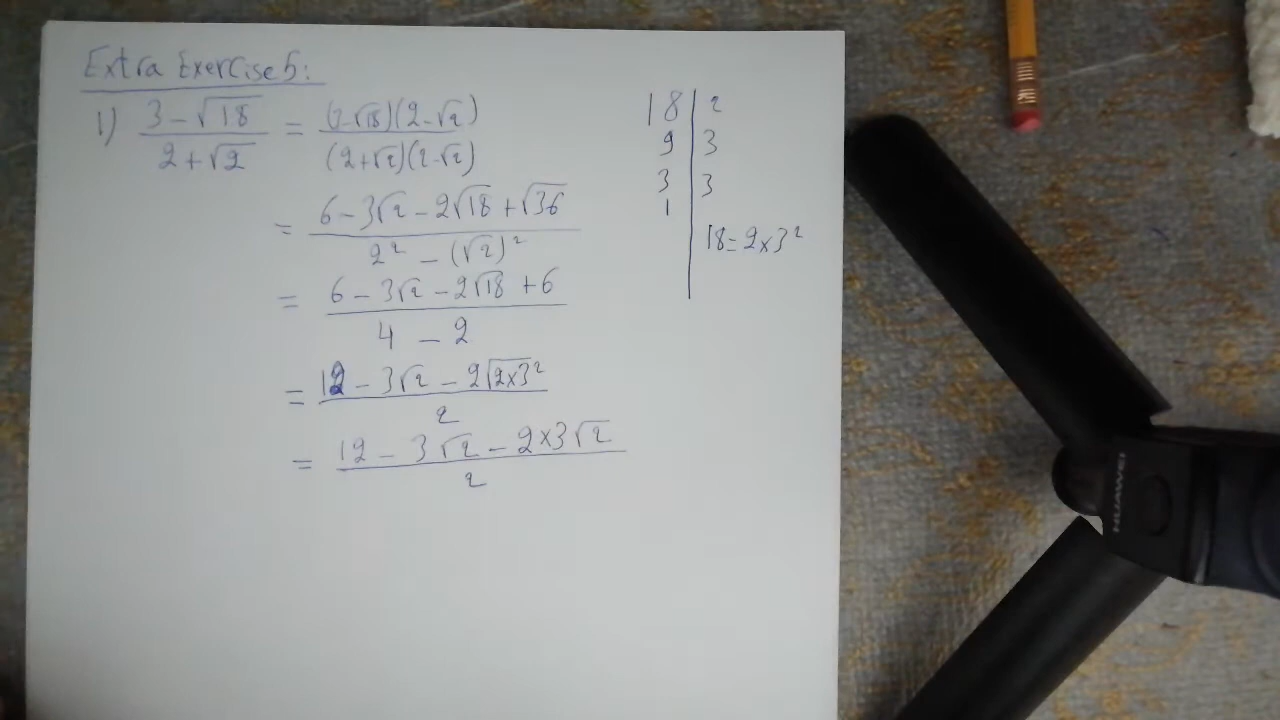 Extra Exercise 5:
1) (3 - √18)/(2 + √2) = ((3-√18)(2-√2))/((2+√2)(2-√2))
= (6 - 3√2 - 2√18 + √36)/(2² - (√2)²)
= (6 - 3√2 - 2√18 + 6)/(4 - 2)
= (12 - 3√2 - 2√(2×3²))/2
= (12 - 3√2 - 2×3√2)/2
18 | 2
9 | 3
3 | 3
1 |
18 = 2×3²
HUAWEI